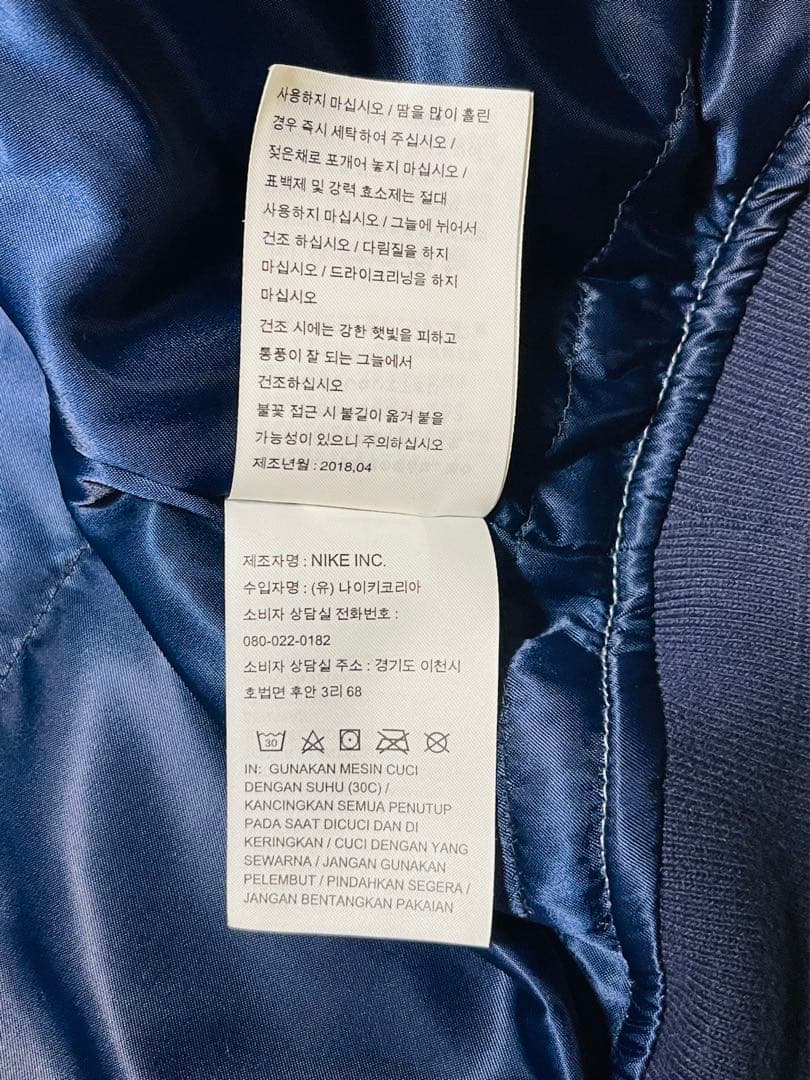 사용하지 마십시오 / 땀을 많이 흘린
경우 즉시 세탁하여 주십시오 /
젖은채로 포개어 놓지 마십시오 /
표백제 및 강력 효소제는 절대
사용하지 마십시오 / 그늘에 뉘어서
건조 하십시오 / 다림질을 하지
마십시오 / 드라이크리닝을 하지
마십시오
건조 시에는 강한 햇빛을 피하고
통풍이 잘 되는 그늘에서
건조하십시오
불꽃 접근 시 불길이 옮겨 붙을
가능성이 있으니 주의하십시오
제조년월 : 2018,04
제조자명 : NIKE INC.
수입자명 : (유) 나이키코리아
소비자 상담실 전화번호 :
080-022-0182
소비자 상담실 주소 : 경기도 이천시
호법면 후안 3리 68
30
IN: GUNAKAN MESIN CUCI
DENGAN SUHU (30C) /
KANCINGKAN SEMUA PENUTUP
PADA SAAT DICUCI DAN DI
KERINGKAN / CUCI DENGAN YANG
SEWARNA / JANGAN GUNAKAN
PELEMBUT / PINDAHKAN SEGERA /
JANGAN BENTANGKAN PAKAIAN